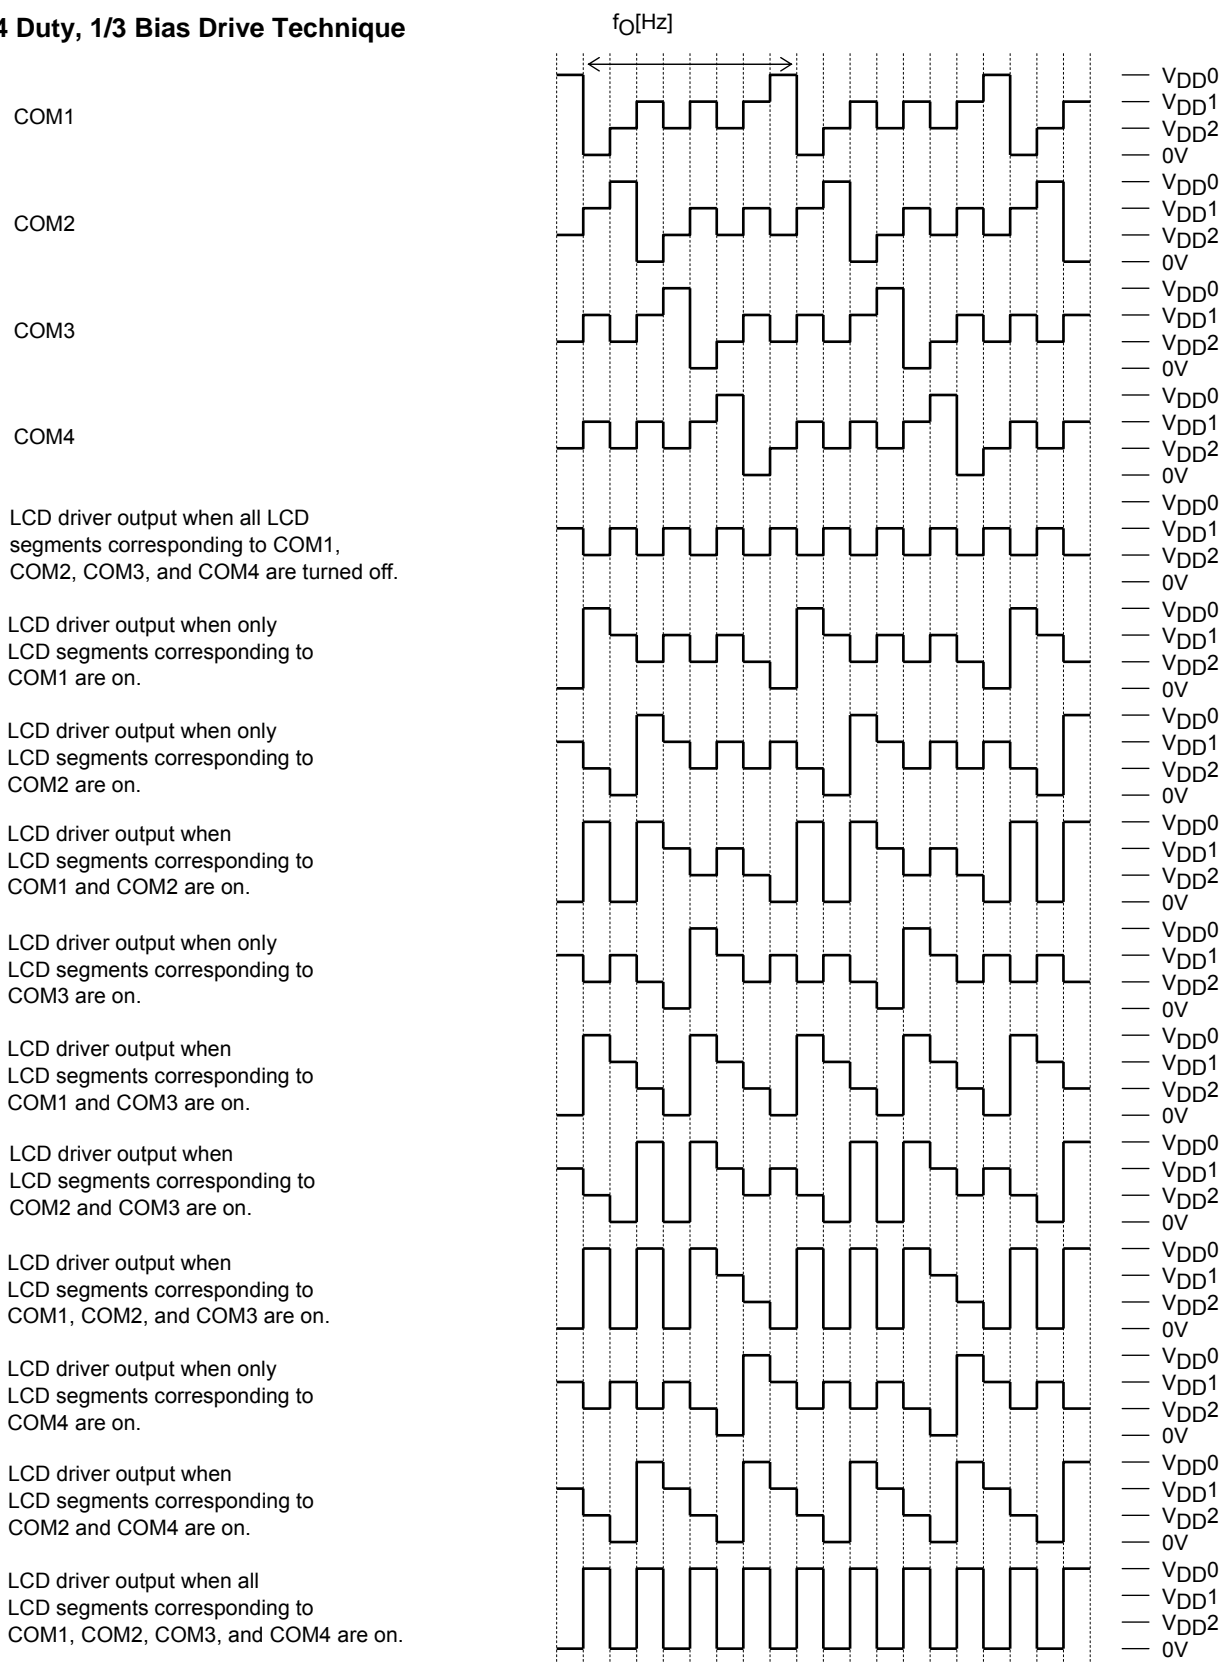 4 Duty, 1/3 Bias Drive Technique
fO[Hz]
COM1
VDD0
VDD1
VDD2
0V
COM2
VDD0
VDD1
VDD2
0V
COM3
VDD0
VDD1
VDD2
0V
COM4
VDD0
VDD1
VDD2
0V
LCD driver output when all LCD
segments corresponding to COM1,
COM2, COM3, and COM4 are turned off.
VDD0
VDD1
VDD2
0V
LCD driver output when only
LCD segments corresponding to
COM1 are on.
VDD0
VDD1
VDD2
0V
LCD driver output when only
LCD segments corresponding to
COM2 are on.
VDD0
VDD1
VDD2
0V
LCD driver output when
LCD segments corresponding to
COM1 and COM2 are on.
VDD0
VDD1
VDD2
0V
LCD driver output when only
LCD segments corresponding to
COM3 are on.
VDD0
VDD1
VDD2
0V
LCD driver output when
LCD segments corresponding to
COM1 and COM3 are on.
VDD0
VDD1
VDD2
0V
LCD driver output when
LCD segments corresponding to
COM2 and COM3 are on.
VDD0
VDD1
VDD2
0V
LCD driver output when
LCD segments corresponding to
COM1, COM2, and COM3 are on.
VDD0
VDD1
VDD2
0V
LCD driver output when only
LCD segments corresponding to
COM4 are on.
VDD0
VDD1
VDD2
0V
LCD driver output when
LCD segments corresponding to
COM2 and COM4 are on.
VDD0
VDD1
VDD2
0V
LCD driver output when all
LCD segments corresponding to
COM1, COM2, COM3, and COM4 are on.
VDD0
VDD1
VDD2
0V